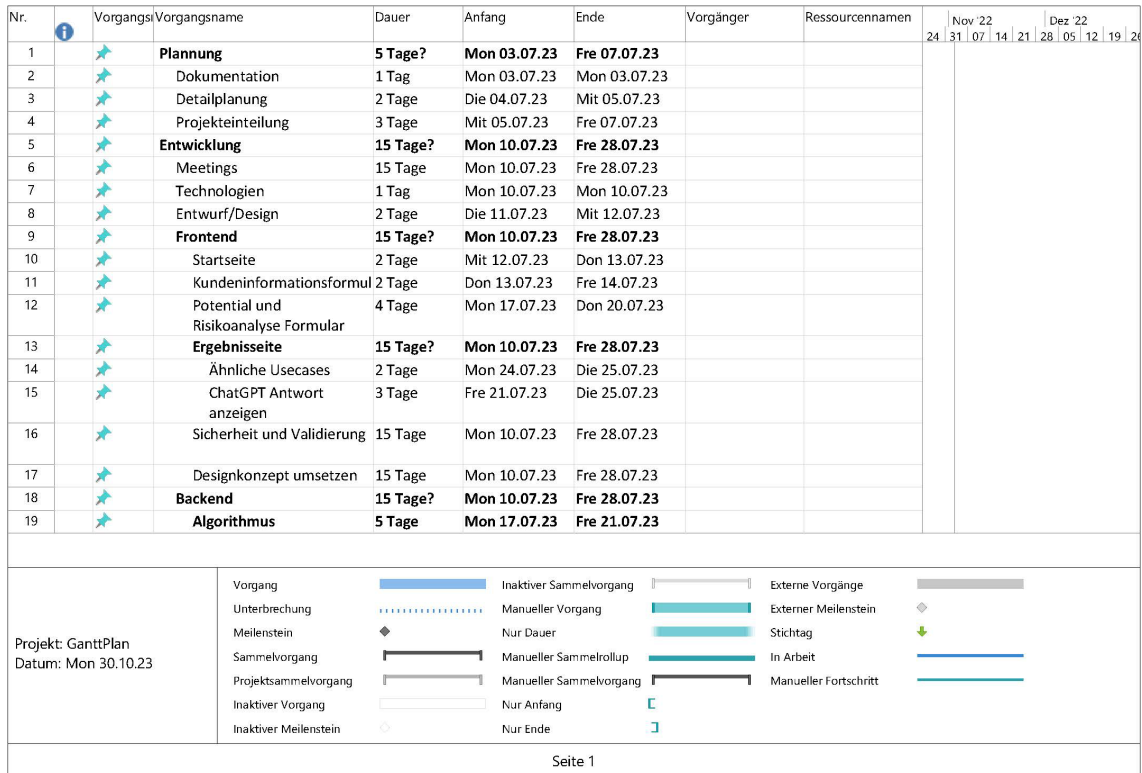 Nr. Vorgangsı Vorgangsname Dauer Anfang Ende Vorgänger Ressourcennamen Nov '22 Dez '22
24 31 07 14 21 28 05 12 19 26
1 Plannung 5 Tage? Mon 03.07.23 Fre 07.07.23
2 Dokumentation 1 Tag Mon 03.07.23 Mon 03.07.23
3 Detailplanung 2 Tage Die 04.07.23 Mit 05.07.23
4 Projekteinteilung 3 Tage Mit 05.07.23 Fre 07.07.23
5 Entwicklung 15 Tage? Mon 10.07.23 Fre 28.07.23
6 Meetings 15 Tage Mon 10.07.23 Fre 28.07.23
7 Technologien 1 Tag Mon 10.07.23 Mon 10.07.23
8 Entwurf/Design 2 Tage Die 11.07.23 Mit 12.07.23
9 Frontend 15 Tage? Mon 10.07.23 Fre 28.07.23
10 Startseite 2 Tage Mit 12.07.23 Don 13.07.23
11 Kundeninformationsformul 2 Tage Don 13.07.23 Fre 14.07.23
12 Potential und 4 Tage Mon 17.07.23 Don 20.07.23
Risikoanalyse Formular
13 Ergebnisseite 15 Tage? Mon 10.07.23 Fre 28.07.23
14 Ähnliche Usecases 2 Tage Mon 24.07.23 Die 25.07.23
15 ChatGPT Antwort 3 Tage Fre 21.07.23 Die 25.07.23
anzeigen
16 Sicherheit und Validierung 15 Tage Mon 10.07.23 Fre 28.07.23
17 Designkonzept umsetzen 15 Tage Mon 10.07.23 Fre 28.07.23
18 Backend 15 Tage? Mon 10.07.23 Fre 28.07.23
19 Algorithmus 5 Tage Mon 17.07.23 Fre 21.07.23
Projekt: GanttPlan
Datum: Mon 30.10.23
Vorgang
Unterbrechung
Meilenstein
Sammelvorgang
Projektsammelvorgang
Inaktiver Vorgang
Inaktiver Meilenstein
Inaktiver Sammelvorgang
Manueller Vorgang
Nur Dauer
Manueller Sammelrollup
Manueller Sammelvorgang
Nur Anfang
Nur Ende
Externe Vorgänge
Externer Meilenstein
Stichtag
In Arbeit
Manueller Fortschritt
Seite 1